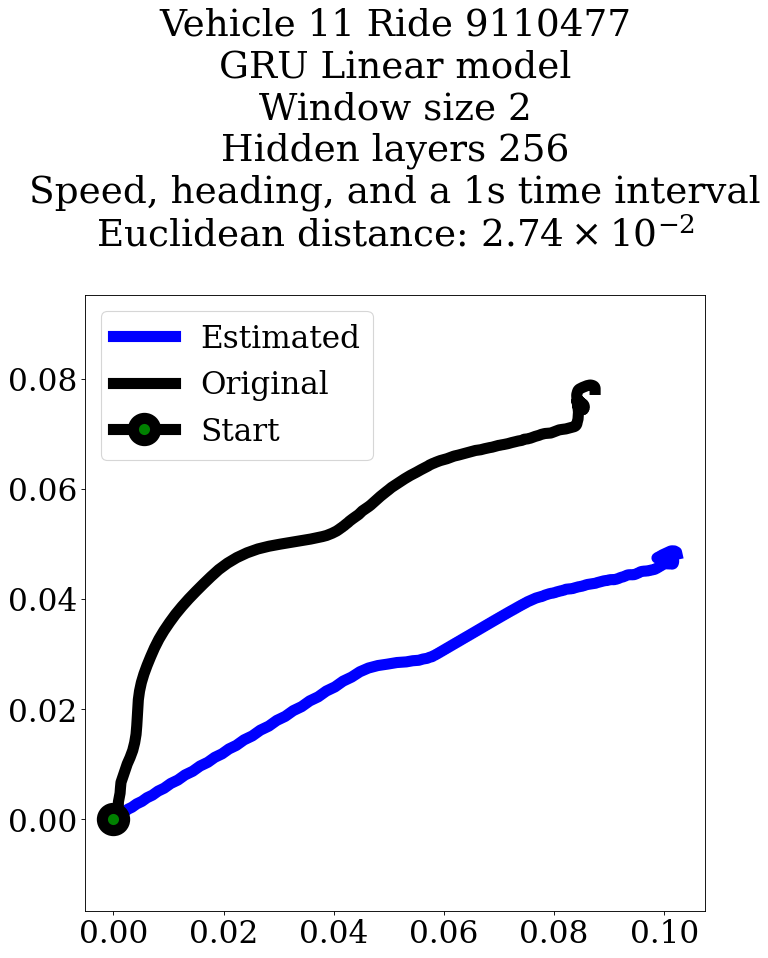 Vehicle 11 Ride 9110477
GRU Linear model
Window size 2
Hidden layers 256
Speed, heading, and a 1s time interval
Euclidean distance: 2.74 × 10⁻²
Estimated
Original
Start
0.08
0.06
0.04
0.02
0.00
0.00 0.02 0.04 0.06 0.08 0.10